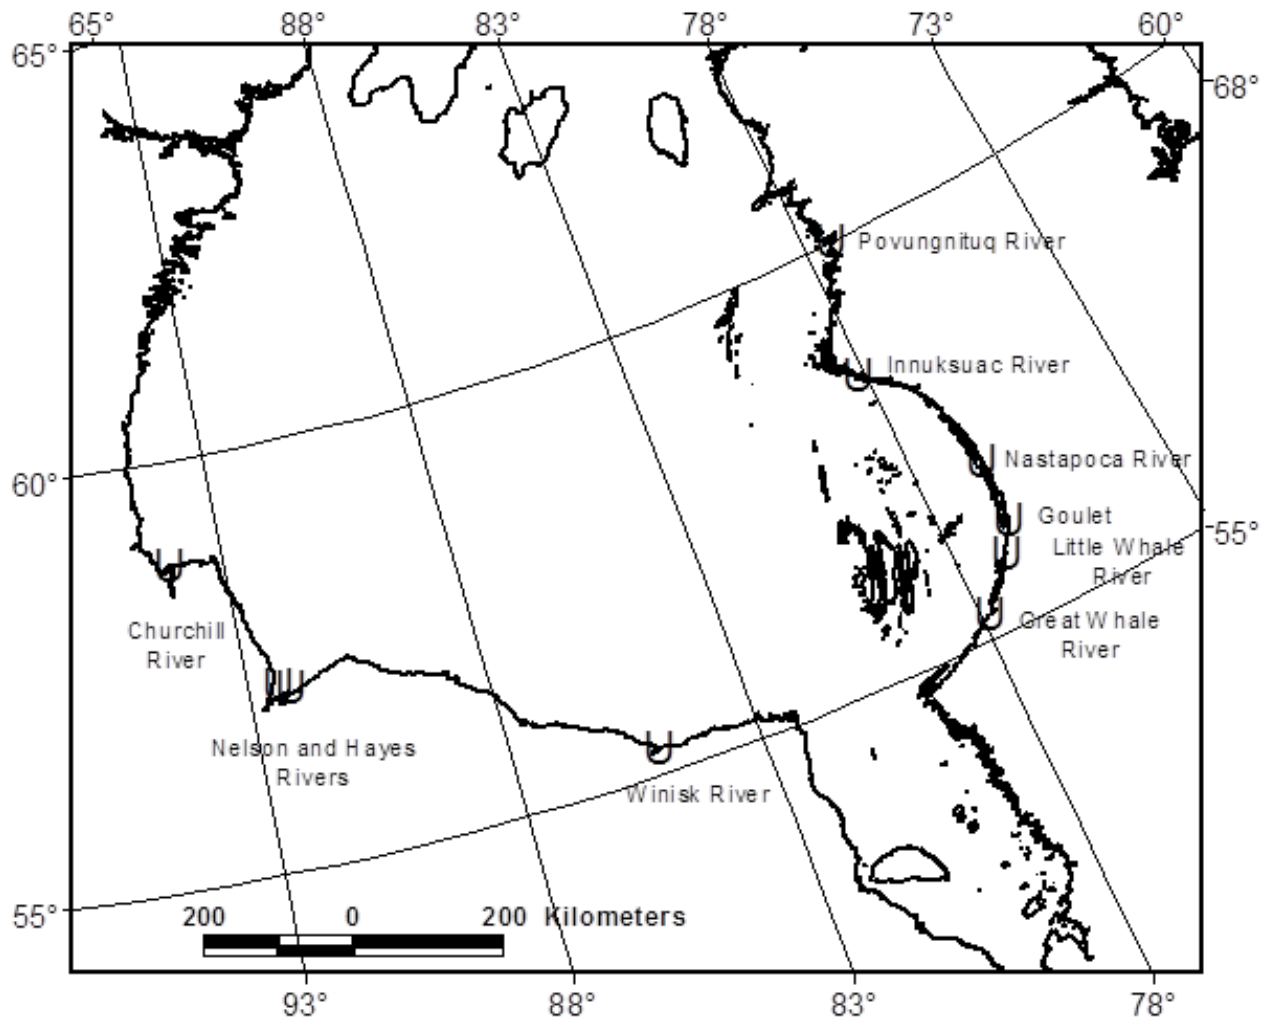 65° 88° 83° 78° 73° 60°
65°
68°
Povungnituq River
Innuksuac River
Nastapoca River
60°
Goulet
55°
Little Whale
River
Great Whale
River
Churchill
River
Nelson and Hayes
Rivers
Winisk River
55°
200 0 200 Kilometers
93° 88° 83° 78°